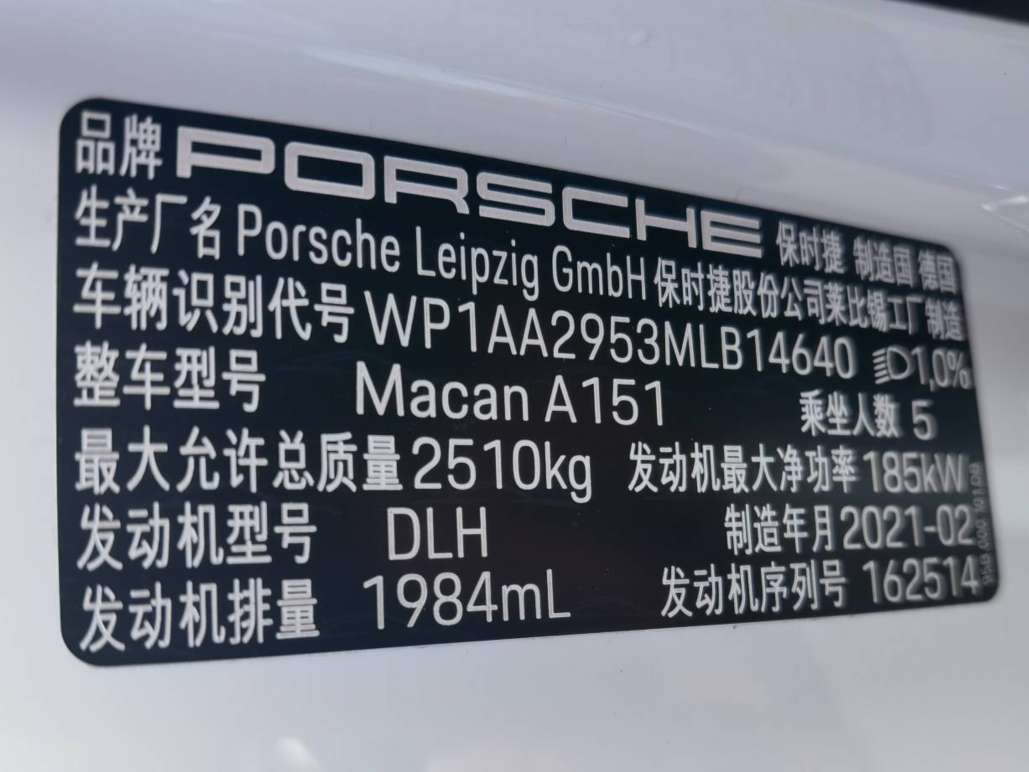 品牌 PORSCHE 保时捷 制造国 德国
生产厂名 Porsche Leipzig GmbH 保时捷股份公司莱比锡工厂制造
车辆识别代号 WP1AA2953MLB14640 1,0%
整车型号 Macan A151 乘坐人数 5
最大允许总质量 2510kg 发动机最大净功率 185kW
发动机型号 DLH 制造年月 2021-02
发动机排量 1984mL 发动机序列号 162514